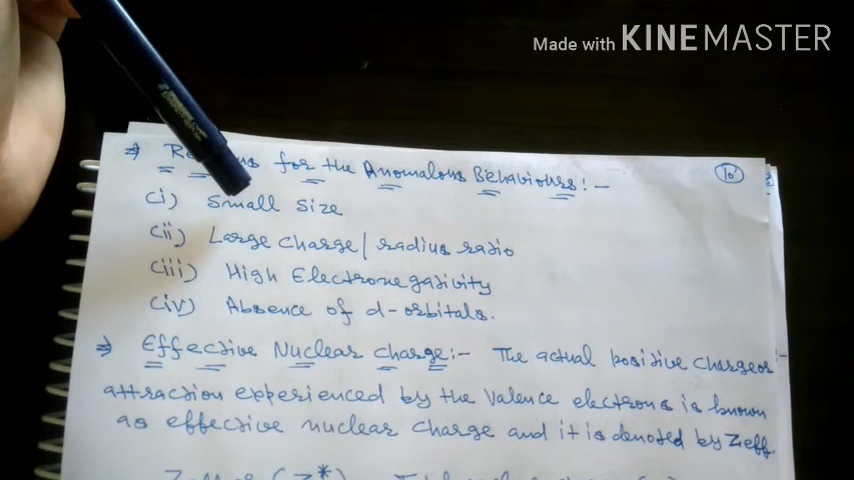 Made with KINEMASTER
⇒ for the Anomalous Behaviours:- 10
(i) Small Size
(ii) Large charge/radius ratio
(iii) High Electronegativity
(iv) Absence of d-orbitals.
⇒ Effective Nuclear Charge:- The actual positive charge or
attraction experienced by the Valence electrons is known
as effective nuclear charge and it is denoted by Zeff.